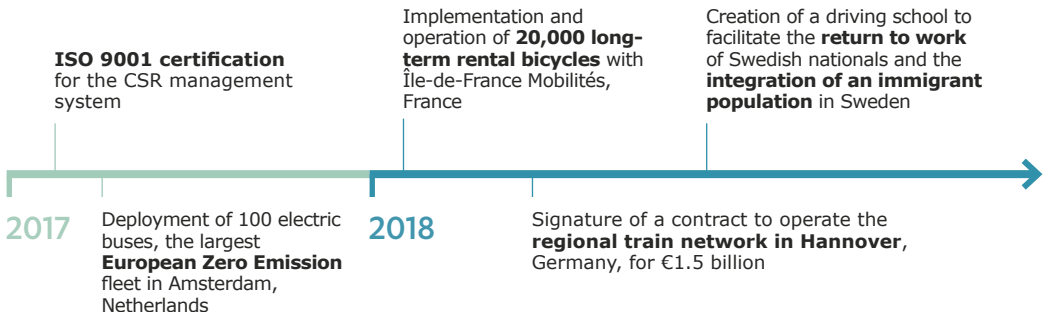 ISO 9001 certification
for the CSR management
system
Implementation and
operation of 20,000 long-
term rental bicycles with
Île-de-France Mobilités,
France
Creation of a driving school to
facilitate the return to work
of Swedish nationals and the
integration of an immigrant
population in Sweden
2017
Deployment of 100 electric
buses, the largest
European Zero Emission
fleet in Amsterdam,
Netherlands
2018
Signature of a contract to operate the
regional train network in Hannover,
Germany, for €1.5 billion